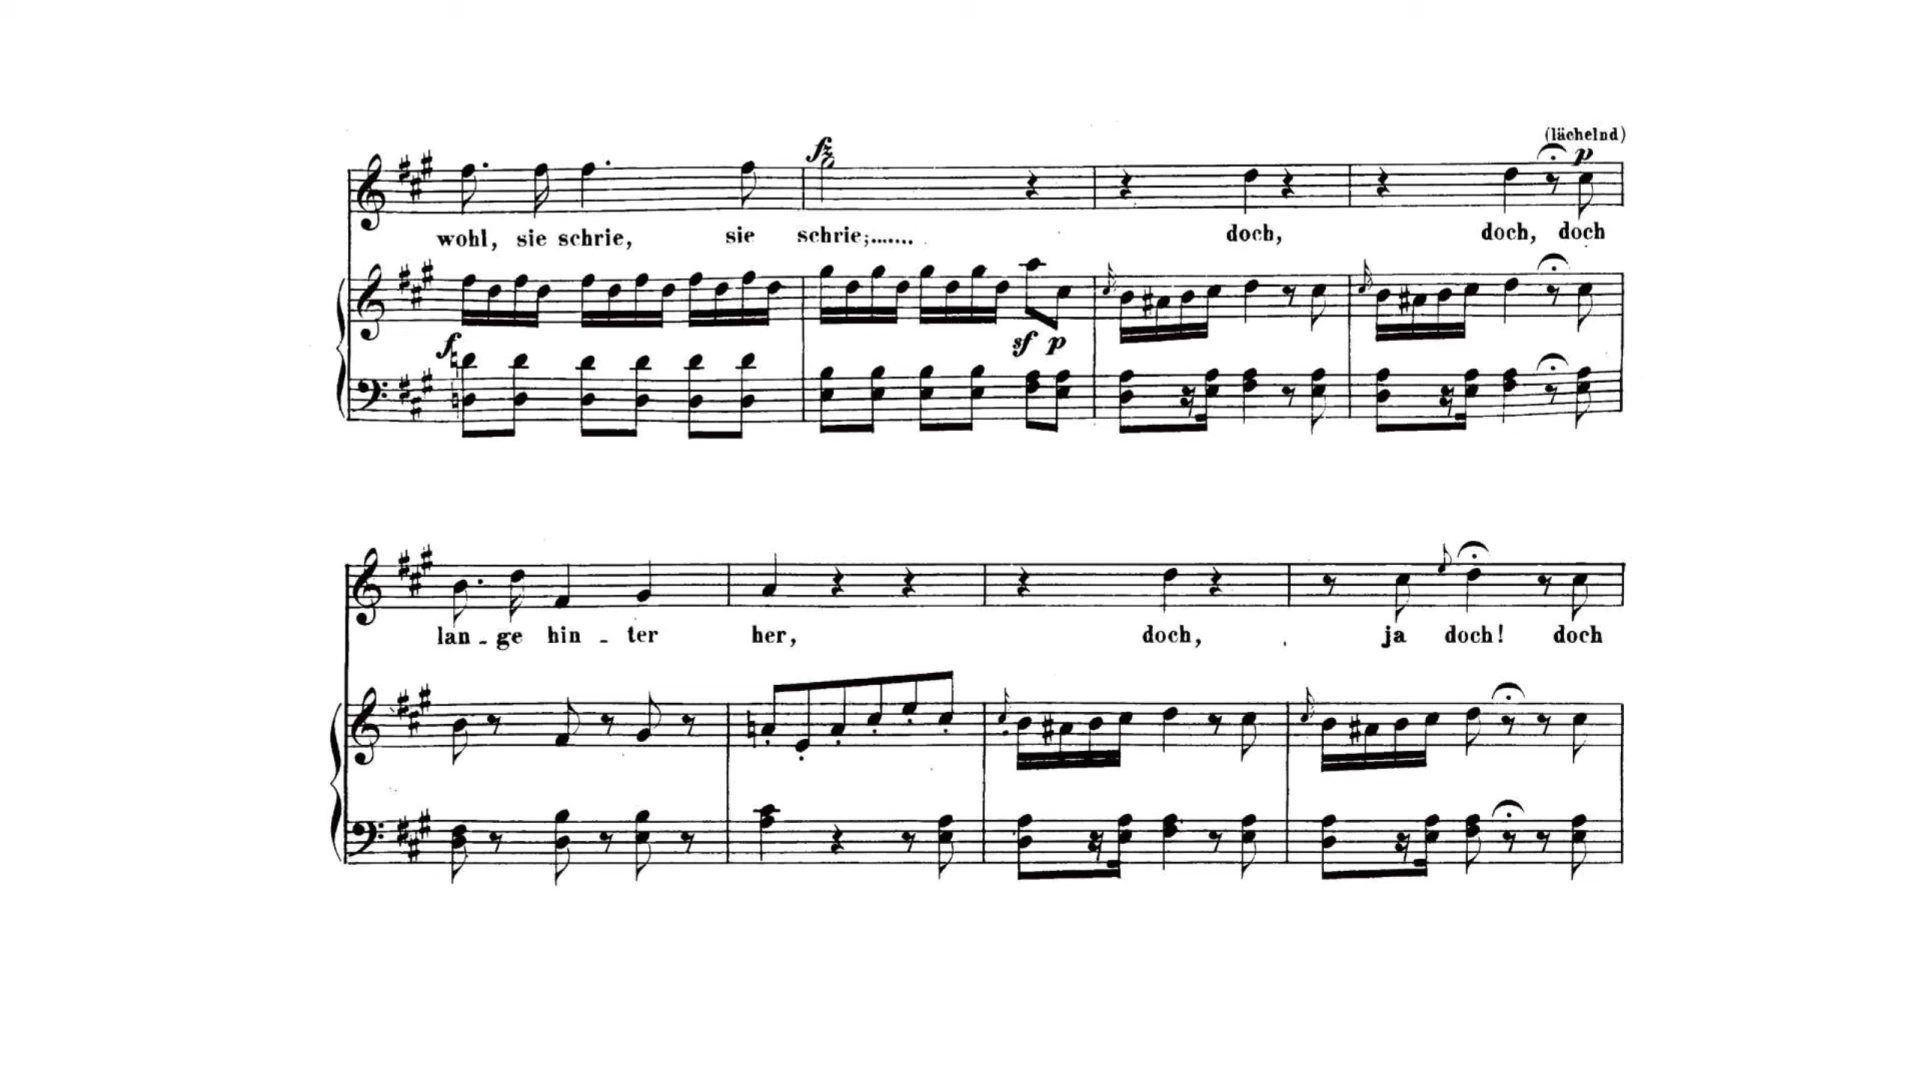 (lächelnd)
fz p
wohl, sie schrie, sie schrie;....... doch, doch, doch
f sf p
lan - ge hin - ter her, doch, ja doch! doch